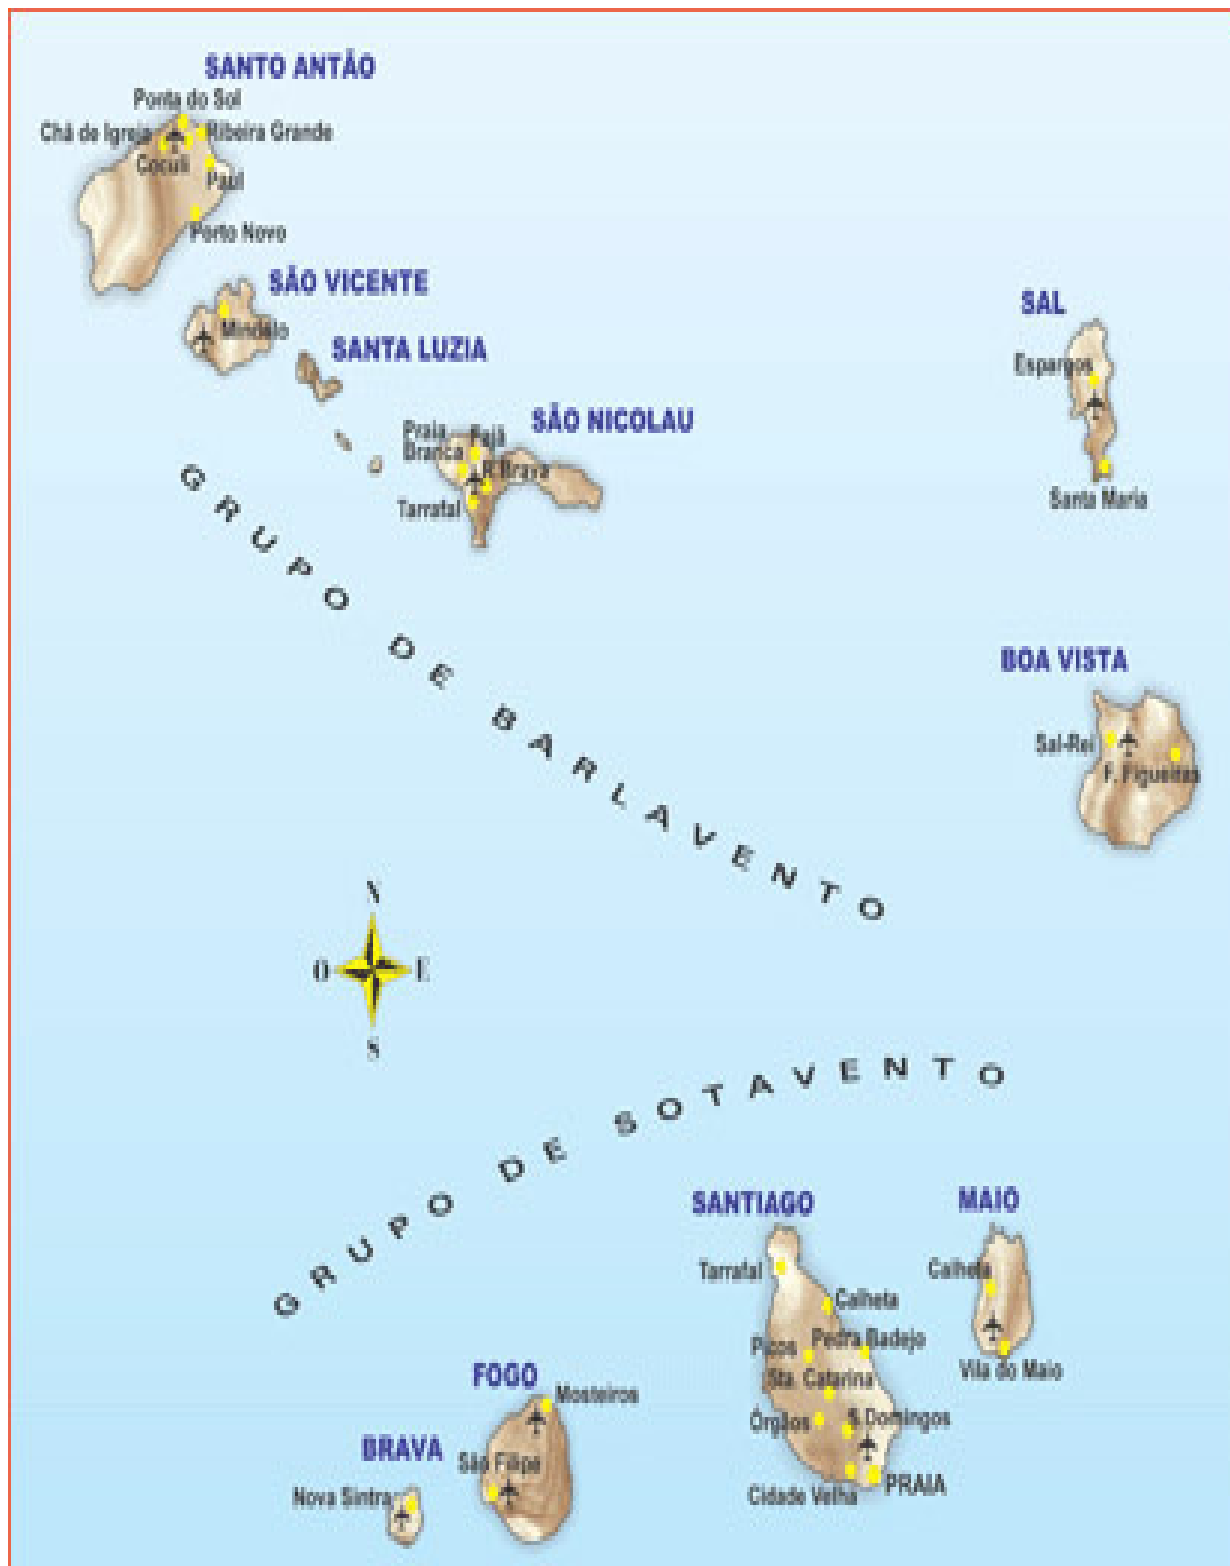 SANTO ANTÃO
Ponta do Sol
Chã de Igreja
Ribeira Grande
Coculi
Paul
Porto Novo
SÃO VICENTE
Mindelo
SANTA LUZIA
SÃO NICOLAU
Praia
Branca
Fajã
R Brava
Tarrafal
SAL
Espargos
Santa Maria
GRUPO DE BARLAVENTO
BOA VISTA
Sal-Rei
F. Figueiras
N
O
E
S
GRUPO DE SOTAVENTO
SANTIAGO
Tarrafal
Calheta
Picos
Pedra Badejo
Sta. Catarina
Órgãos
S Domingos
Cidade Velha
PRAIA
MAIO
Calheta
Vila do Maio
FOGO
Mosteiros
São Filipe
BRAVA
Nova Sintra